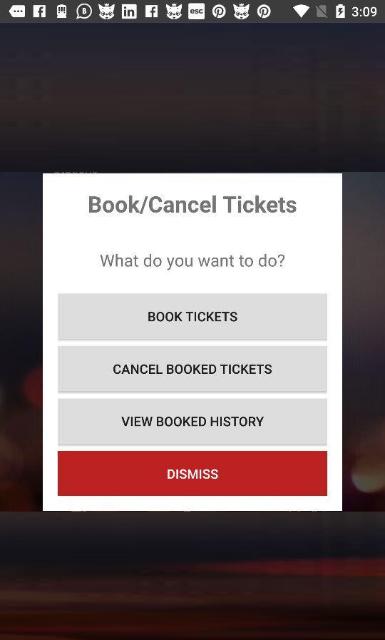 esc 3:09
Book/Cancel Tickets
What do you want to do?
BOOK TICKETS
CANCEL BOOKED TICKETS
VIEW BOOKED HISTORY
DISMISS